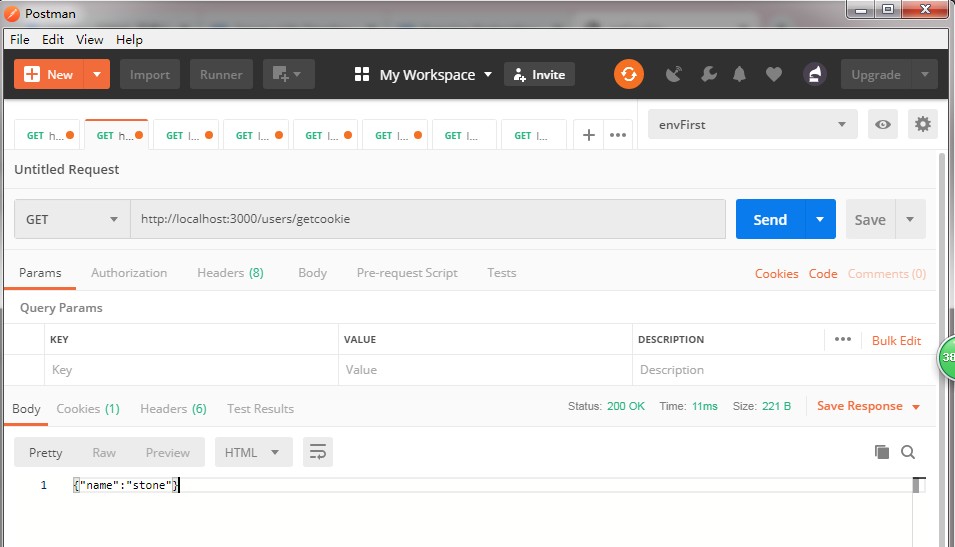 Postman
File Edit View Help
New Import Runner My Workspace Invite Upgrade
GET h... GET h... GET l... GET l... GET l... GET l... GET l... GET l... + ••• envFirst
Untitled Request
GET http://localhost:3000/users/getcookie Send Save
Params Authorization Headers (8) Body Pre-request Script Tests Cookies Code Comments (0)
Query Params
KEY VALUE DESCRIPTION ••• Bulk Edit
Key Value Description
38
Body Cookies (1) Headers (6) Test Results Status: 200 OK Time: 11ms Size: 221 B Save Response
Pretty Raw Preview HTML
1 {"name":"stone"}